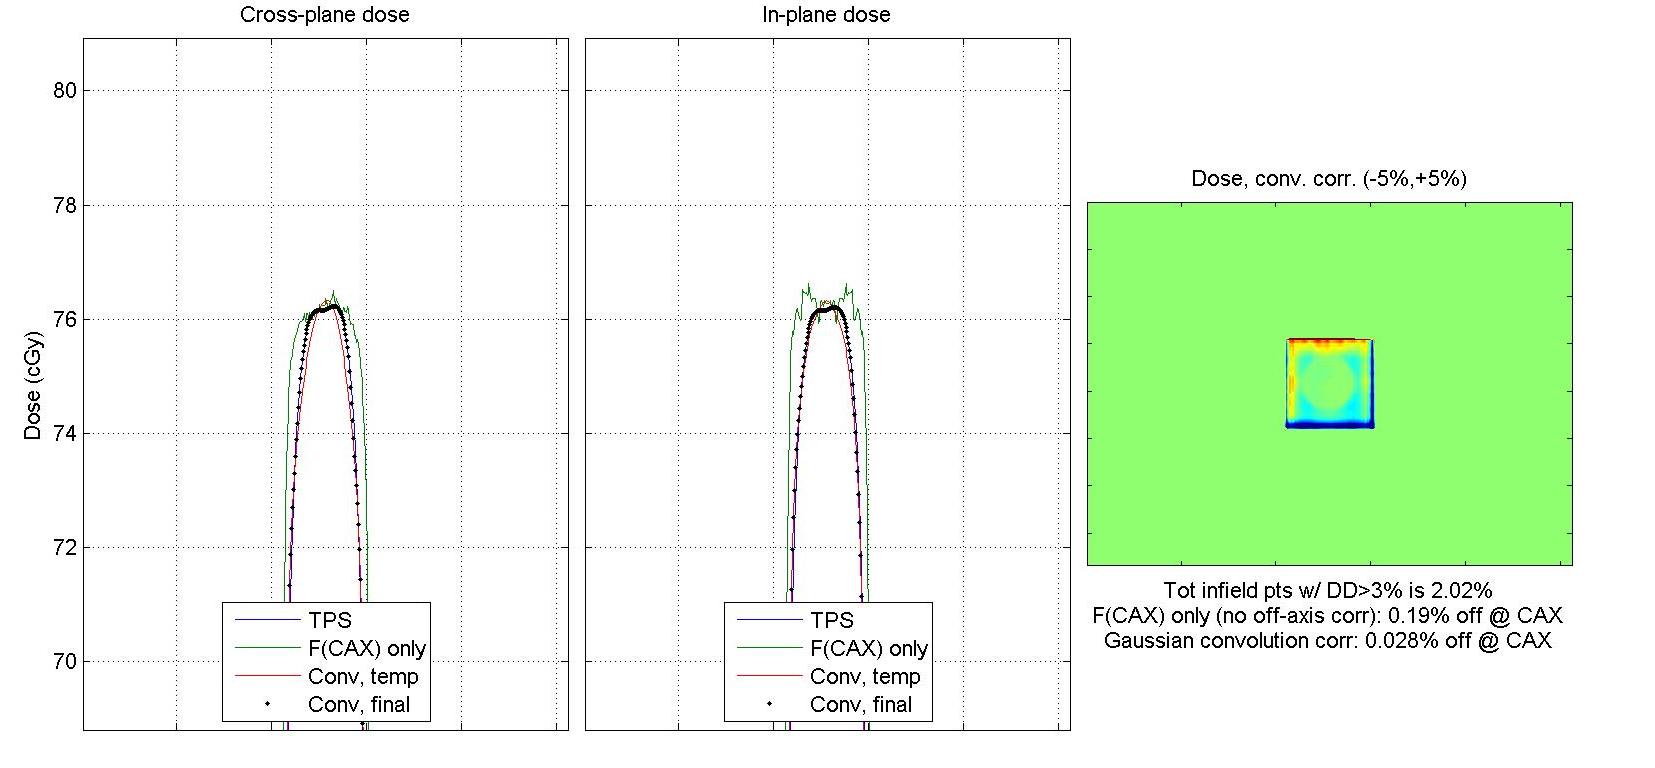 Cross-plane dose
In-plane dose
80
78
76
74
72
70
Dose (cGy)
TPS
F(CAX) only
Conv, temp
Conv, final
TPS
F(CAX) only
Conv, temp
Conv, final
Dose, conv. corr. (-5%,+5%)
Tot infield pts w/ DD>3% is 2.02%
F(CAX) only (no off-axis corr): 0.19% off @ CAX
Gaussian convolution corr: 0.028% off @ CAX